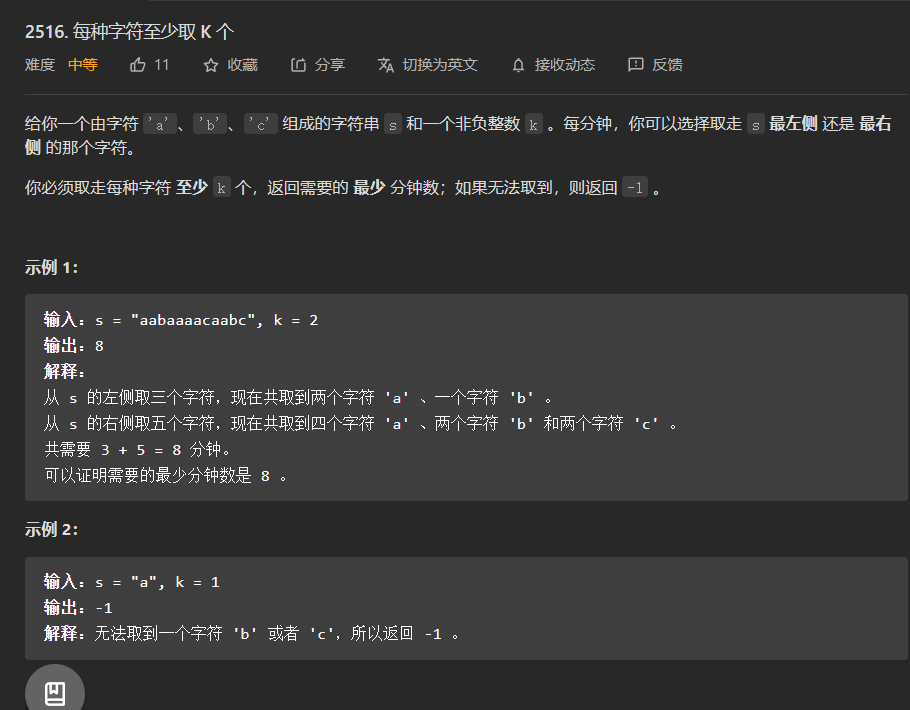 2516. 每种字符至少取 K 个
难度 中等 11 收藏 分享 切换为英文 接收动态 反馈
给你一个由字符 'a'、'b'、'c' 组成的字符串 s 和一个非负整数 k 。每分钟，你可以选择取走 s 最左侧 还是 最右
侧 的那个字符。
你必须取走每种字符 至少 k 个，返回需要的 最少 分钟数；如果无法取到，则返回 -1 。
示例 1：
输入：s = "aabaaaacaabc", k = 2
输出：8
解释：
从 s 的左侧取三个字符，现在共取到两个字符 'a' 、一个字符 'b' 。
从 s 的右侧取五个字符，现在共取到四个字符 'a' 、两个字符 'b' 和两个字符 'c' 。
共需要 3 + 5 = 8 分钟。
可以证明需要的最少分钟数是 8 。
示例 2：
输入：s = "a", k = 1
输出：-1
解释：无法取到一个字符 'b' 或者 'c'，所以返回 -1 。